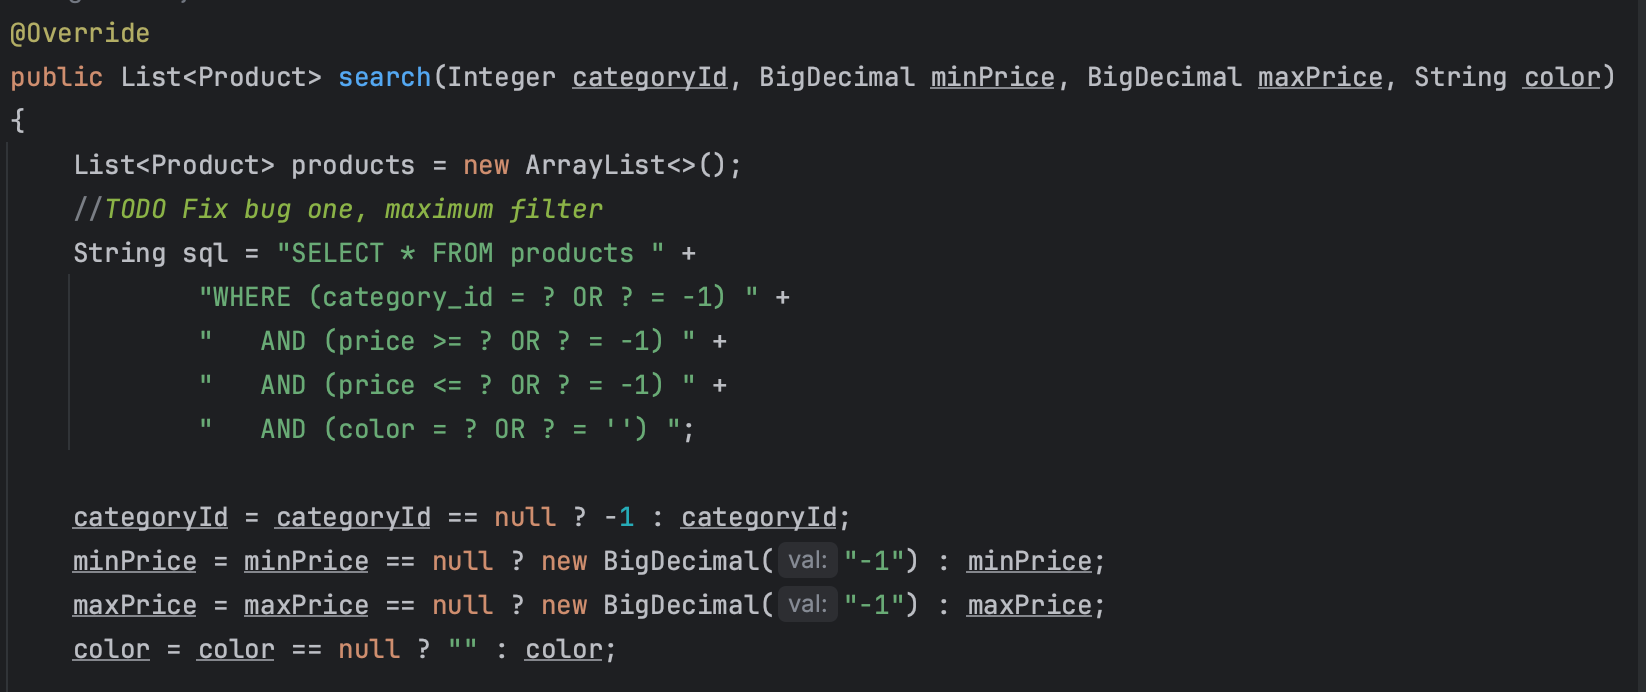 @Override
public List<Product> search(Integer categoryId, BigDecimal minPrice, BigDecimal maxPrice, String color)
{
List<Product> products = new ArrayList<>();
//TODO Fix bug one, maximum filter
String sql = "SELECT * FROM products " +
"WHERE (category_id = ? OR ? = -1) " +
"   AND (price >= ? OR ? = -1) " +
"   AND (price <= ? OR ? = -1) " +
"   AND (color = ? OR ? = '') ";
categoryId = categoryId == null ? -1 : categoryId;
minPrice = minPrice == null ? new BigDecimal( val: "-1") : minPrice;
maxPrice = maxPrice == null ? new BigDecimal( val: "-1") : maxPrice;
color = color == null ? "" : color;